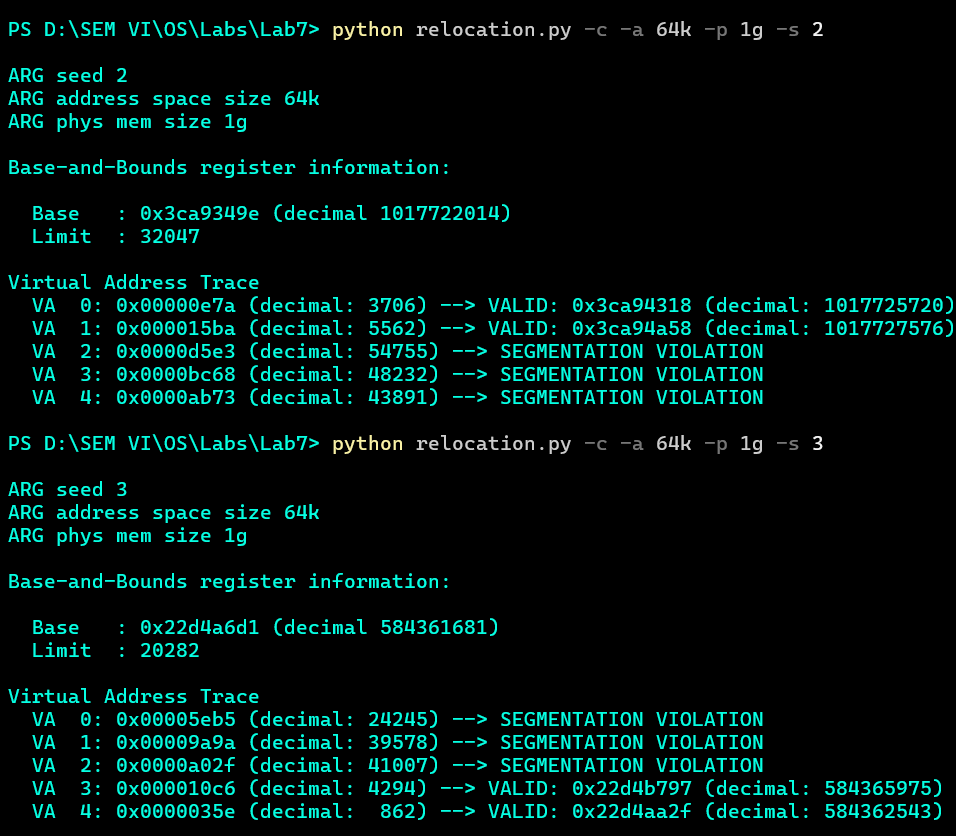 PS D:\SEM VI\OS\Labs\Lab7> python relocation.py -c -a 64k -p 1g -s 2
ARG seed 2
ARG address space size 64k
ARG phys mem size 1g
Base-and-Bounds register information:
Base   : 0x3ca9349e (decimal 1017722014)
Limit  : 32047
Virtual Address Trace
VA  0: 0x00000e7a (decimal: 3706) --> VALID: 0x3ca94318 (decimal: 1017725720)
VA  1: 0x000015ba (decimal: 5562) --> VALID: 0x3ca94a58 (decimal: 1017727576)
VA  2: 0x0000d5e3 (decimal: 54755) --> SEGMENTATION VIOLATION
VA  3: 0x0000bc68 (decimal: 48232) --> SEGMENTATION VIOLATION
VA  4: 0x0000ab73 (decimal: 43891) --> SEGMENTATION VIOLATION
PS D:\SEM VI\OS\Labs\Lab7> python relocation.py -c -a 64k -p 1g -s 3
ARG seed 3
ARG address space size 64k
ARG phys mem size 1g
Base-and-Bounds register information:
Base   : 0x22d4a6d1 (decimal 584361681)
Limit  : 20282
Virtual Address Trace
VA  0: 0x00005eb5 (decimal: 24245) --> SEGMENTATION VIOLATION
VA  1: 0x00009a9a (decimal: 39578) --> SEGMENTATION VIOLATION
VA  2: 0x0000a02f (decimal: 41007) --> SEGMENTATION VIOLATION
VA  3: 0x000010c6 (decimal: 4294) --> VALID: 0x22d4b797 (decimal: 584365975)
VA  4: 0x0000035e (decimal:  862) --> VALID: 0x22d4aa2f (decimal: 584362543)